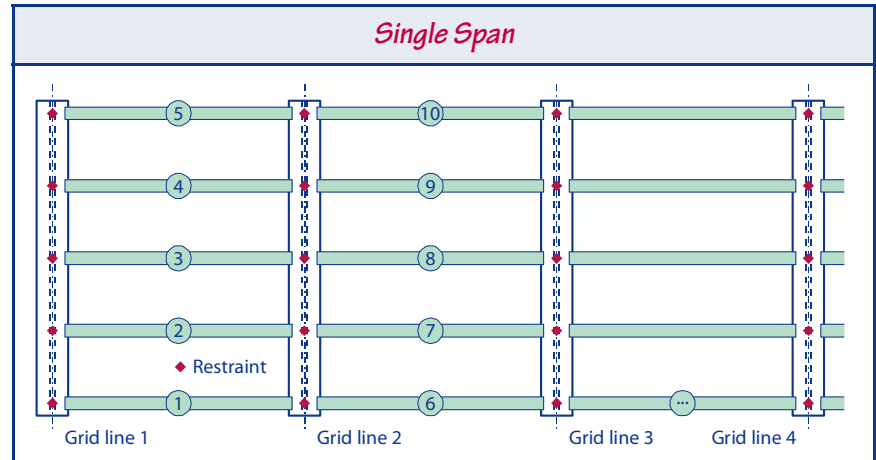 Single Span
5 10
4 9
3 8
2 7
Restraint
1 6 ...
Grid line 1 Grid line 2 Grid line 3 Grid line 4